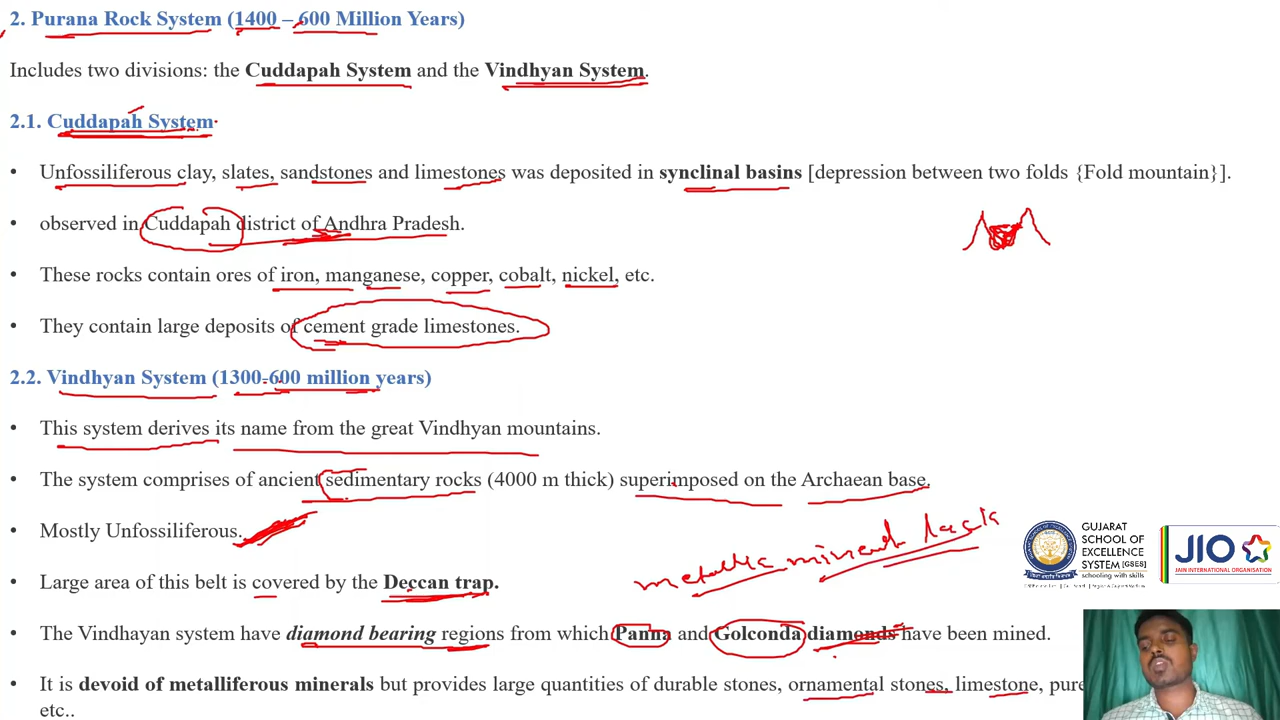 2. Purana Rock System (1400 – 600 Million Years)
Includes two divisions: the Cuddapah System and the Vindhyan System.
2.1. Cuddapah System
• Unfossiliferous clay, slates, sandstones and limestones was deposited in synclinal basins [depression between two folds {Fold mountain}].
• observed in Cuddapah district of Andhra Pradesh.
• These rocks contain ores of iron, manganese, copper, cobalt, nickel, etc.
• They contain large deposits of cement grade limestones.
2.2. Vindhyan System (1300-600 million years)
• This system derives its name from the great Vindhyan mountains.
• The system comprises of ancient sedimentary rocks (4000 m thick) superimposed on the Archaean base.
• Mostly Unfossiliferous.
metallic mineral lack
GUJARAT
SCHOOL OF
EXCELLENCE
SYSTEM [GSES]
schooling with skills
JIO
JAIN INTERNATIONAL ORGANISATION
• Large area of this belt is covered by the Deccan trap.
• The Vindhayan system have diamond bearing regions from which Panna and Golconda diamonds have been mined.
• It is devoid of metalliferous minerals but provides large quantities of durable stones, ornamental stones, limestone, pure
etc..